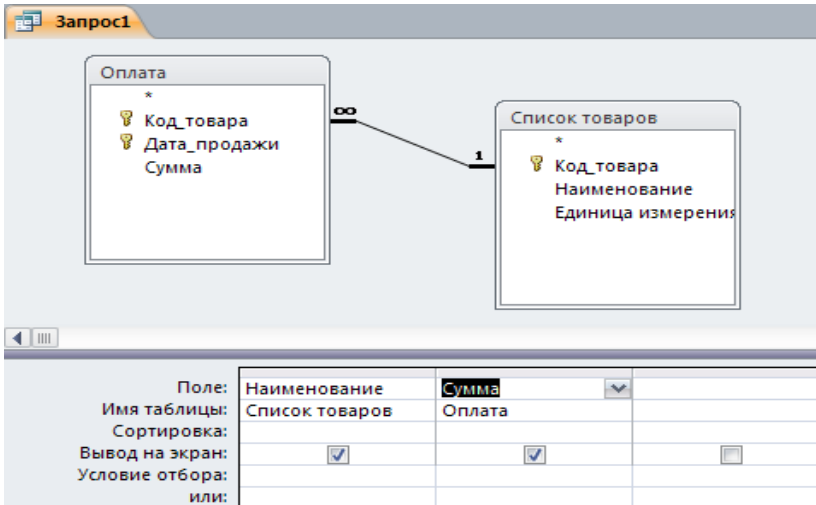 Запрос1
Оплата
*
Код_товара
Дата_продажи
Сумма
∞
1
Список товаров
*
Код_товара
Наименование
Единица измерения
Поле: Наименование Сумма
Имя таблицы: Список товаров Оплата
Сортировка:
Вывод на экран:
Условие отбора:
или: